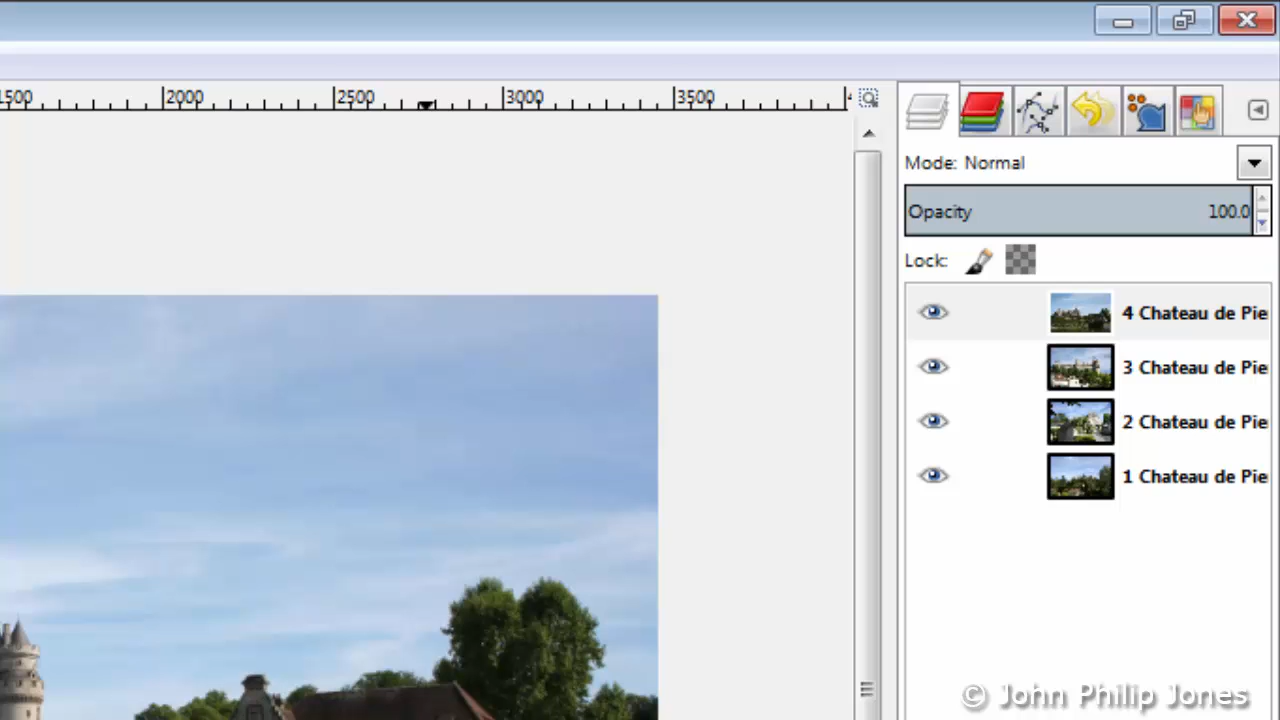 1500 2000 2500 3000 3500
Mode: Normal
Opacity 100.0
Lock:
4 Chateau de Pie
3 Chateau de Pie
2 Chateau de Pie
1 Chateau de Pie
© John Philip Jones